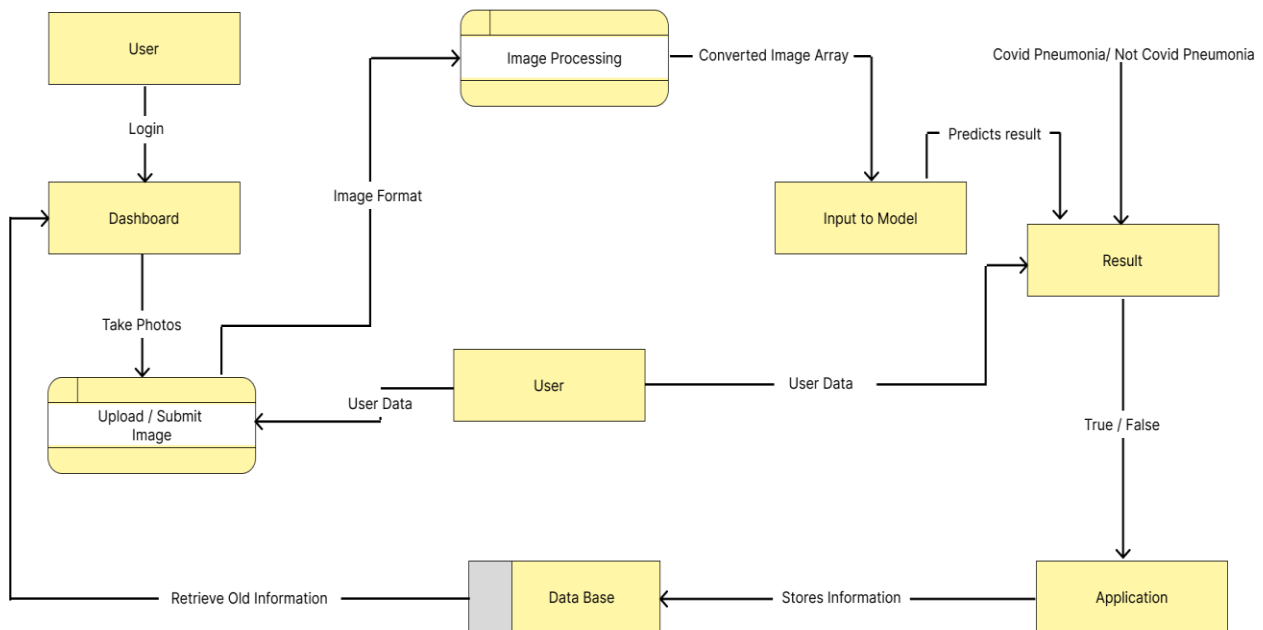 User
Image Processing
Converted Image Array
Covid Pneumonia/ Not Covid Pneumonia
Login
Predicts result
Image Format
Dashboard
Input to Model
Result
Take Photos
User
User Data
User Data
Upload / Submit
Image
True / False
Retrieve Old Information
Data Base
Stores Information
Application